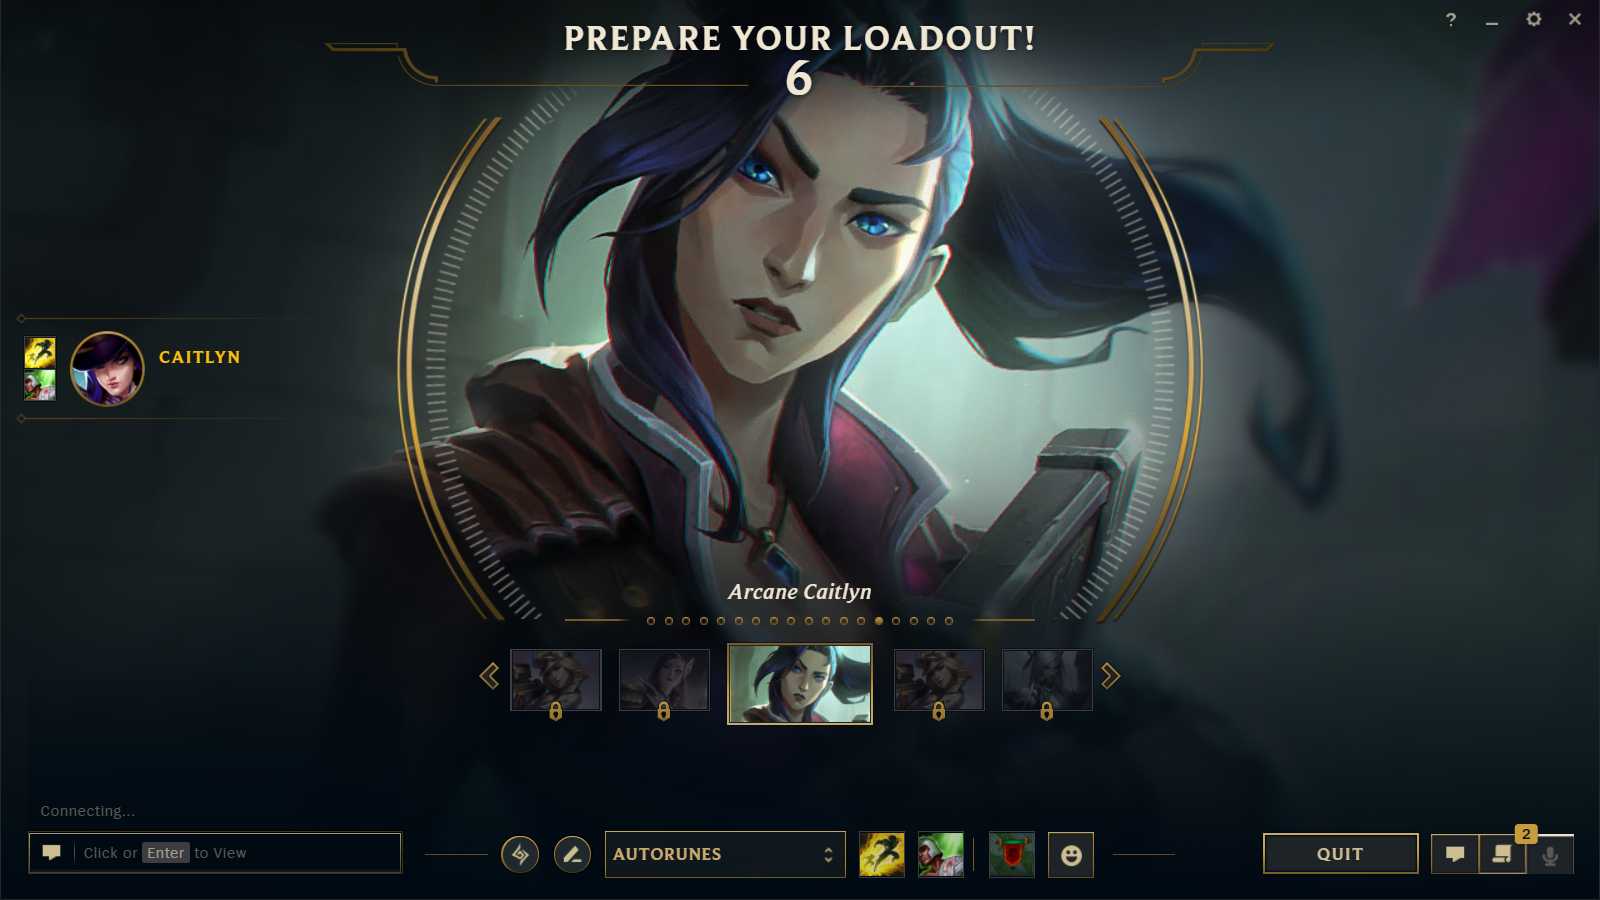 PREPARE YOUR LOADOUT!
6
?
CAITLYN
Arcane Caitlyn
Connecting...
Click or Enter to View
AUTORUNES
QUIT
2